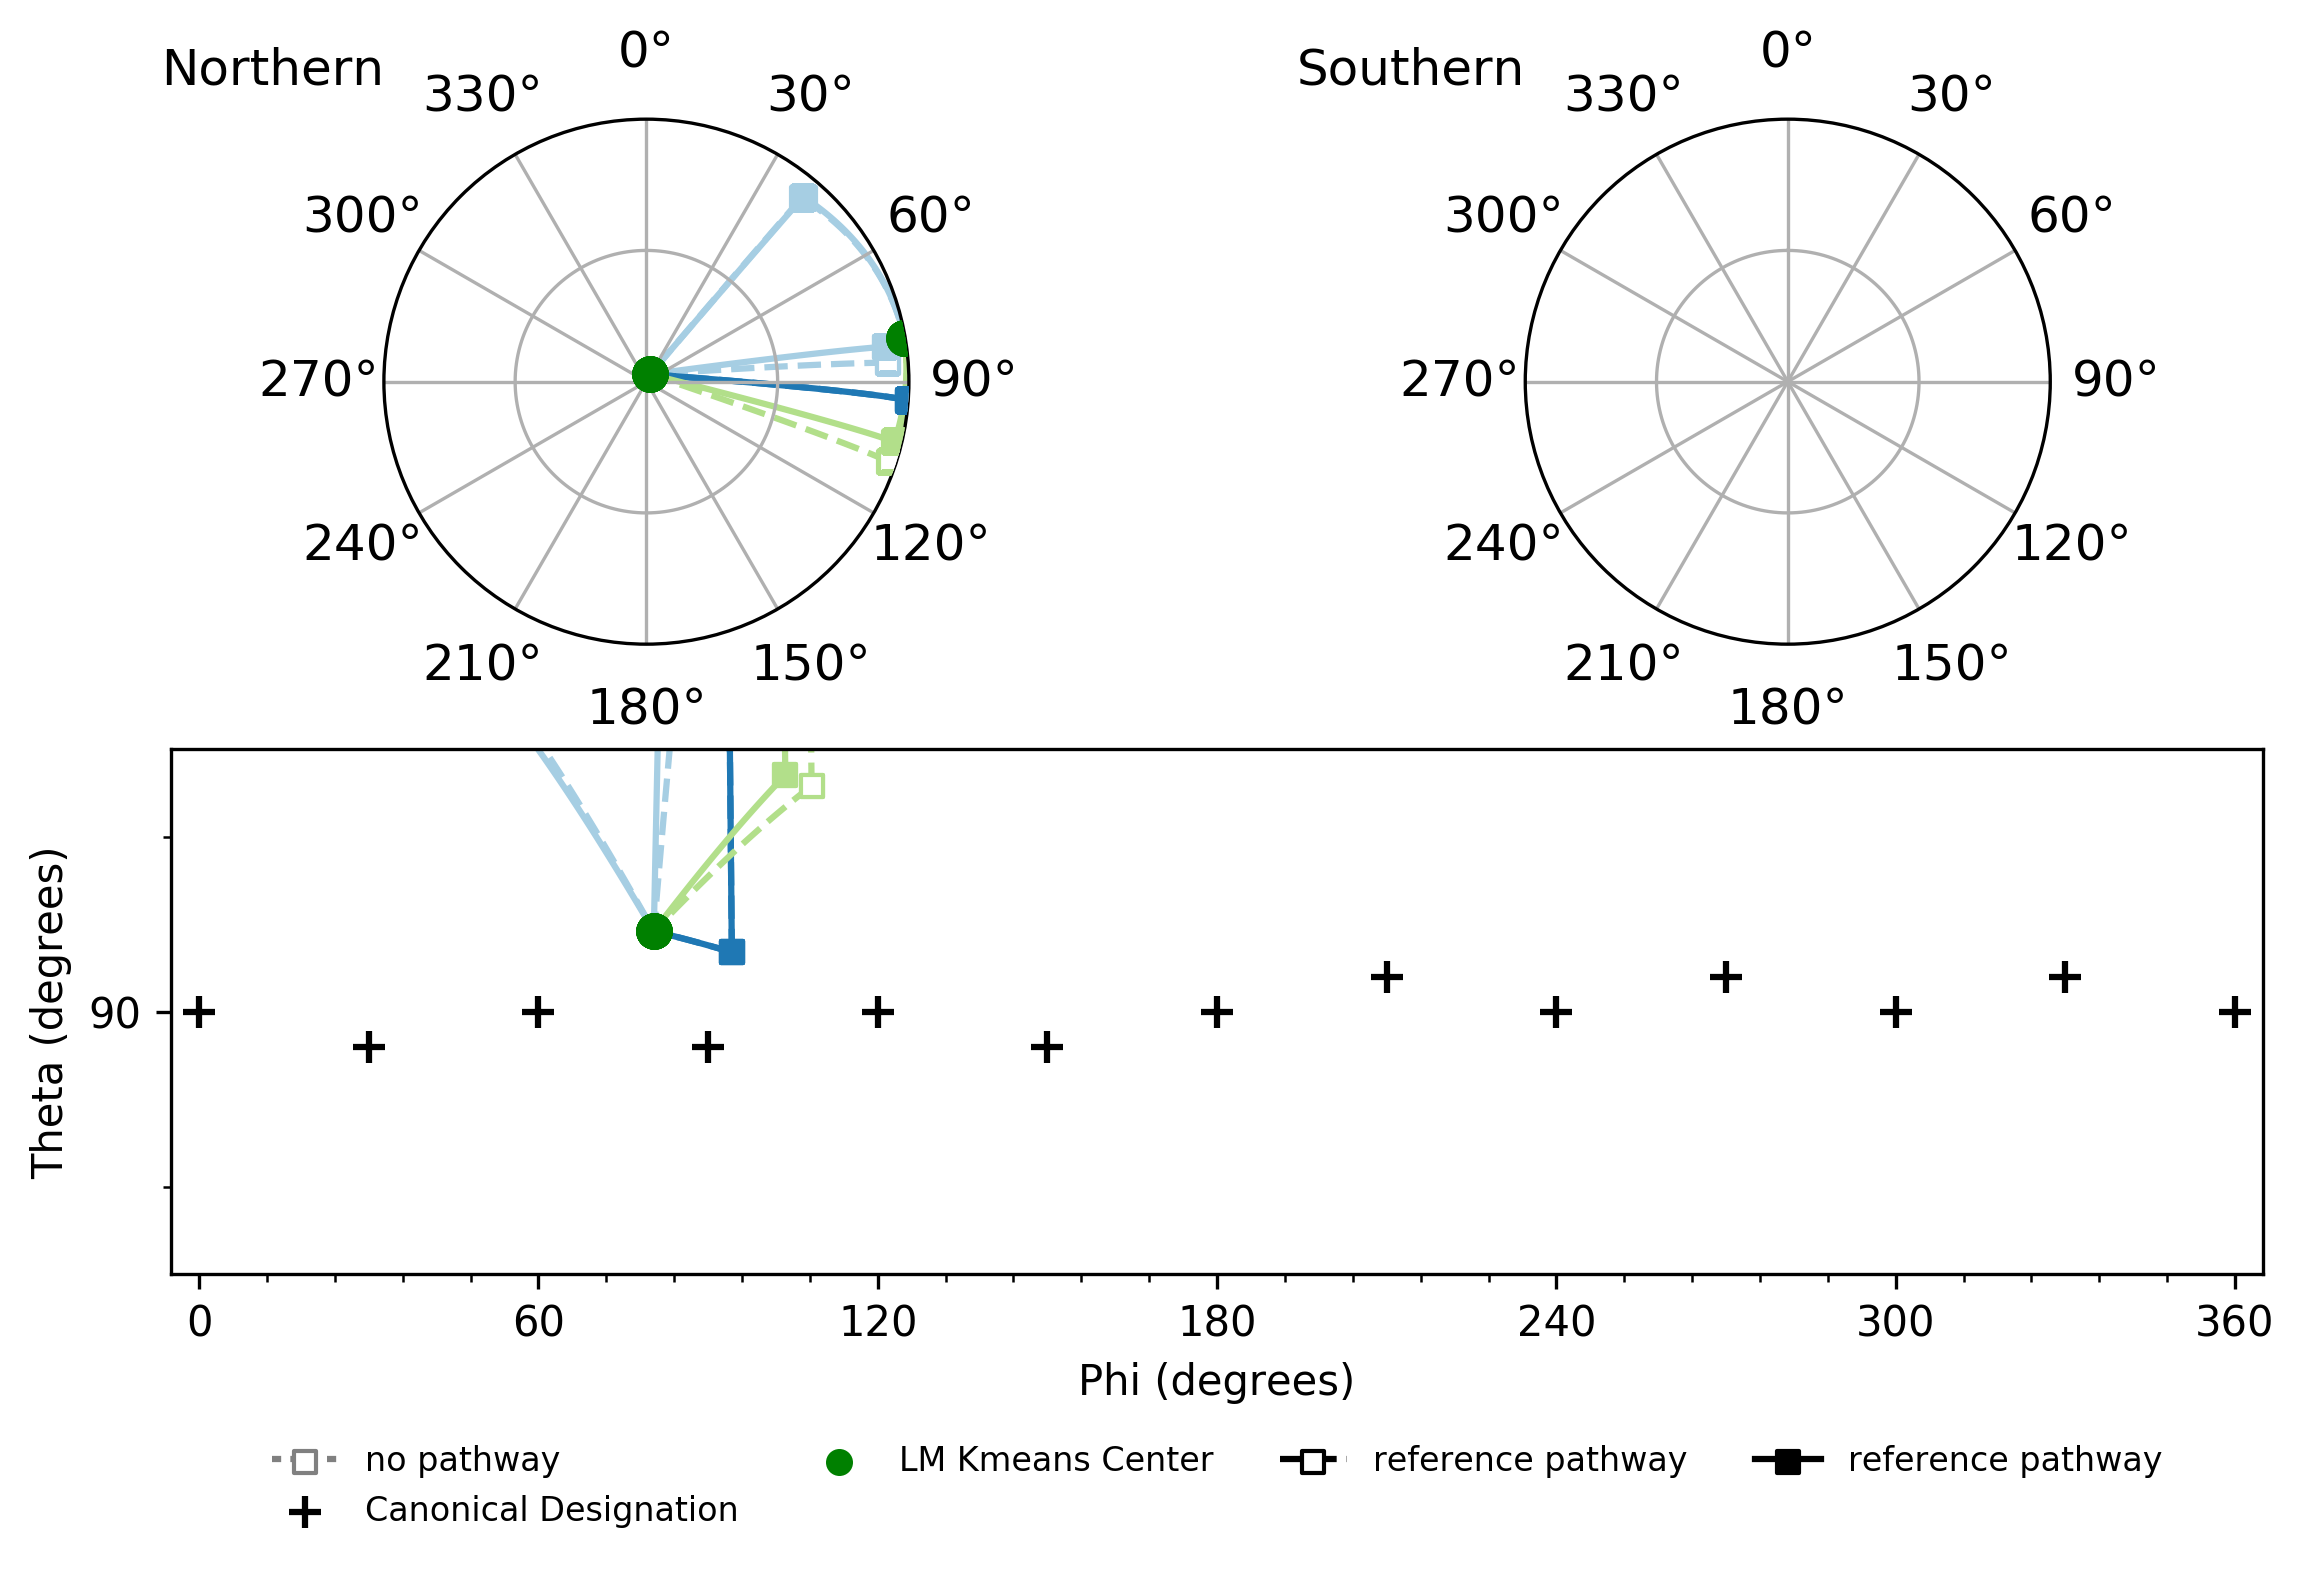 Northern
0°
330°
30°
300°
60°
270°
90°
240°
120°
210°
150°
180°
Southern
0°
330°
30°
300°
60°
270°
90°
240°
120°
210°
150°
180°
Theta (degrees)
90
0 60 120 180 240 300 360
Phi (degrees)
no pathway
Canonical Designation
LM Kmeans Center
reference pathway
reference pathway